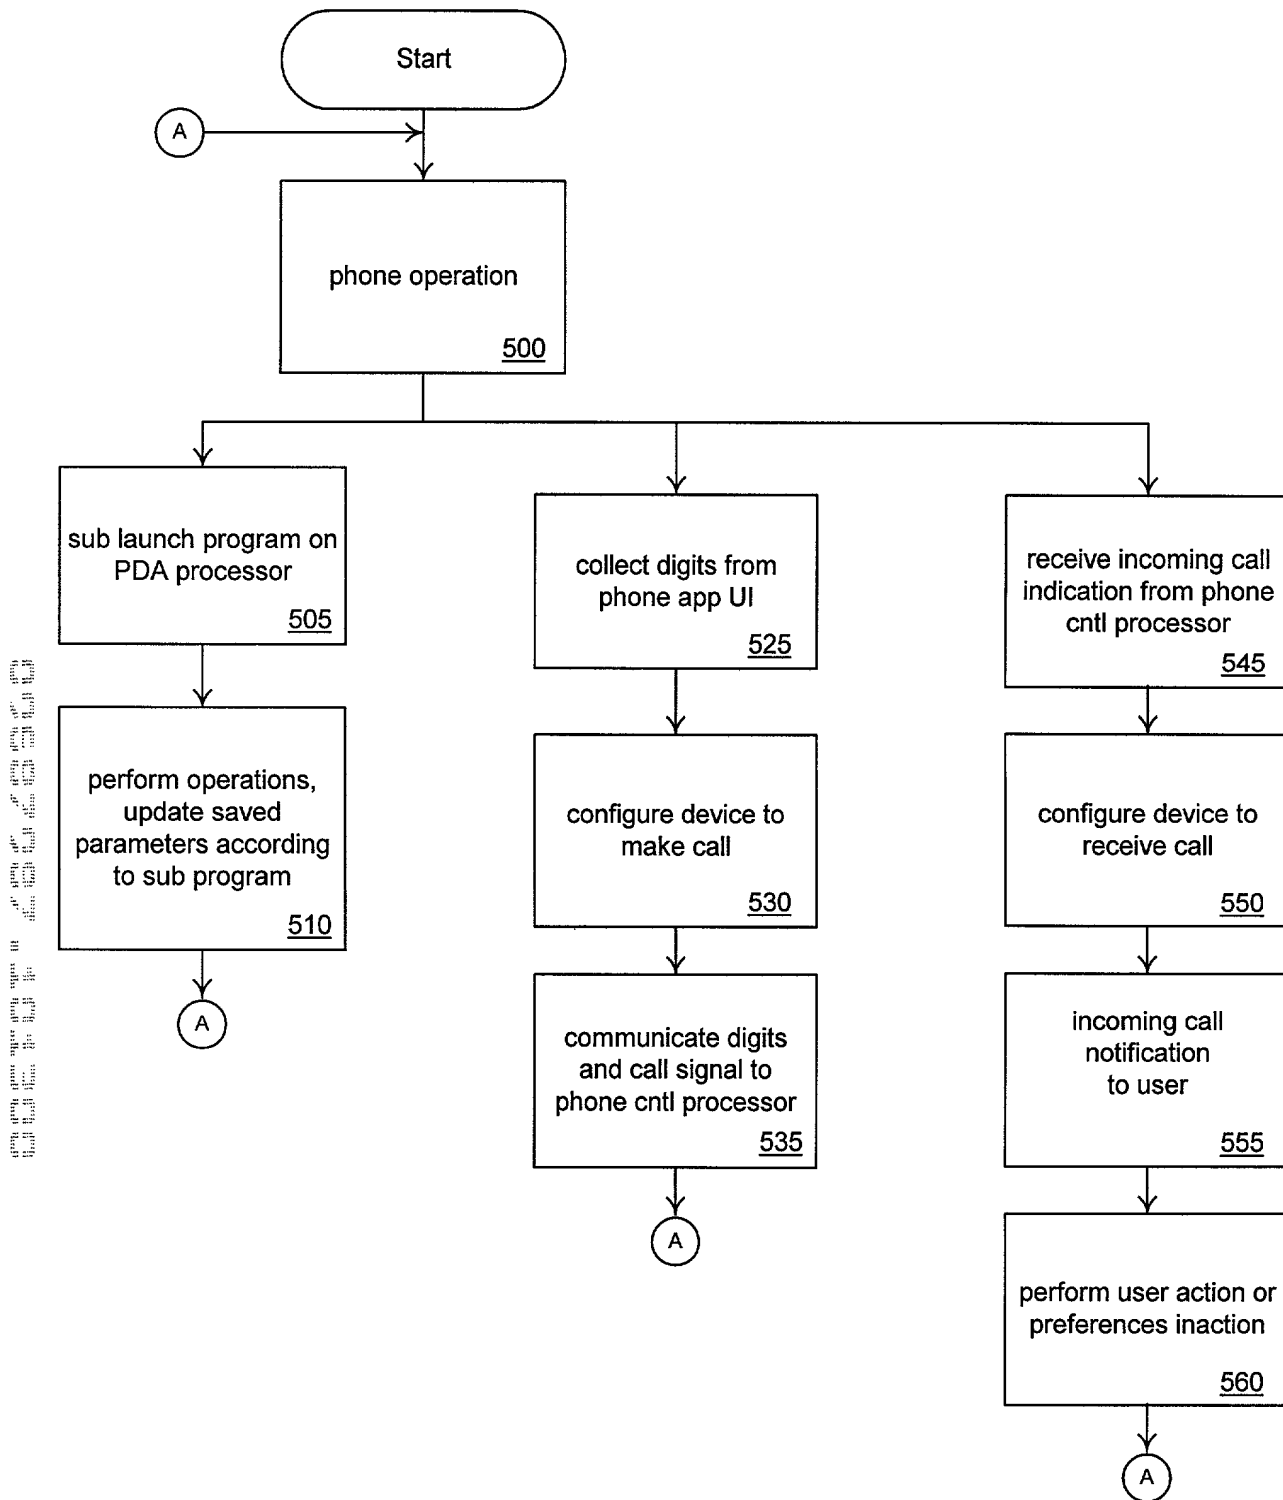 Start
A
phone operation
500
sub launch program on
PDA processor
505
perform operations,
update saved
parameters according
to sub program
510
A
collect digits from
phone app UI
525
configure device to
make call
530
communicate digits
and call signal to
phone cntl processor
535
A
receive incoming call
indication from phone
cntl processor
545
configure device to
receive call
550
incoming call
notification
to user
555
perform user action or
preferences inaction
560
A